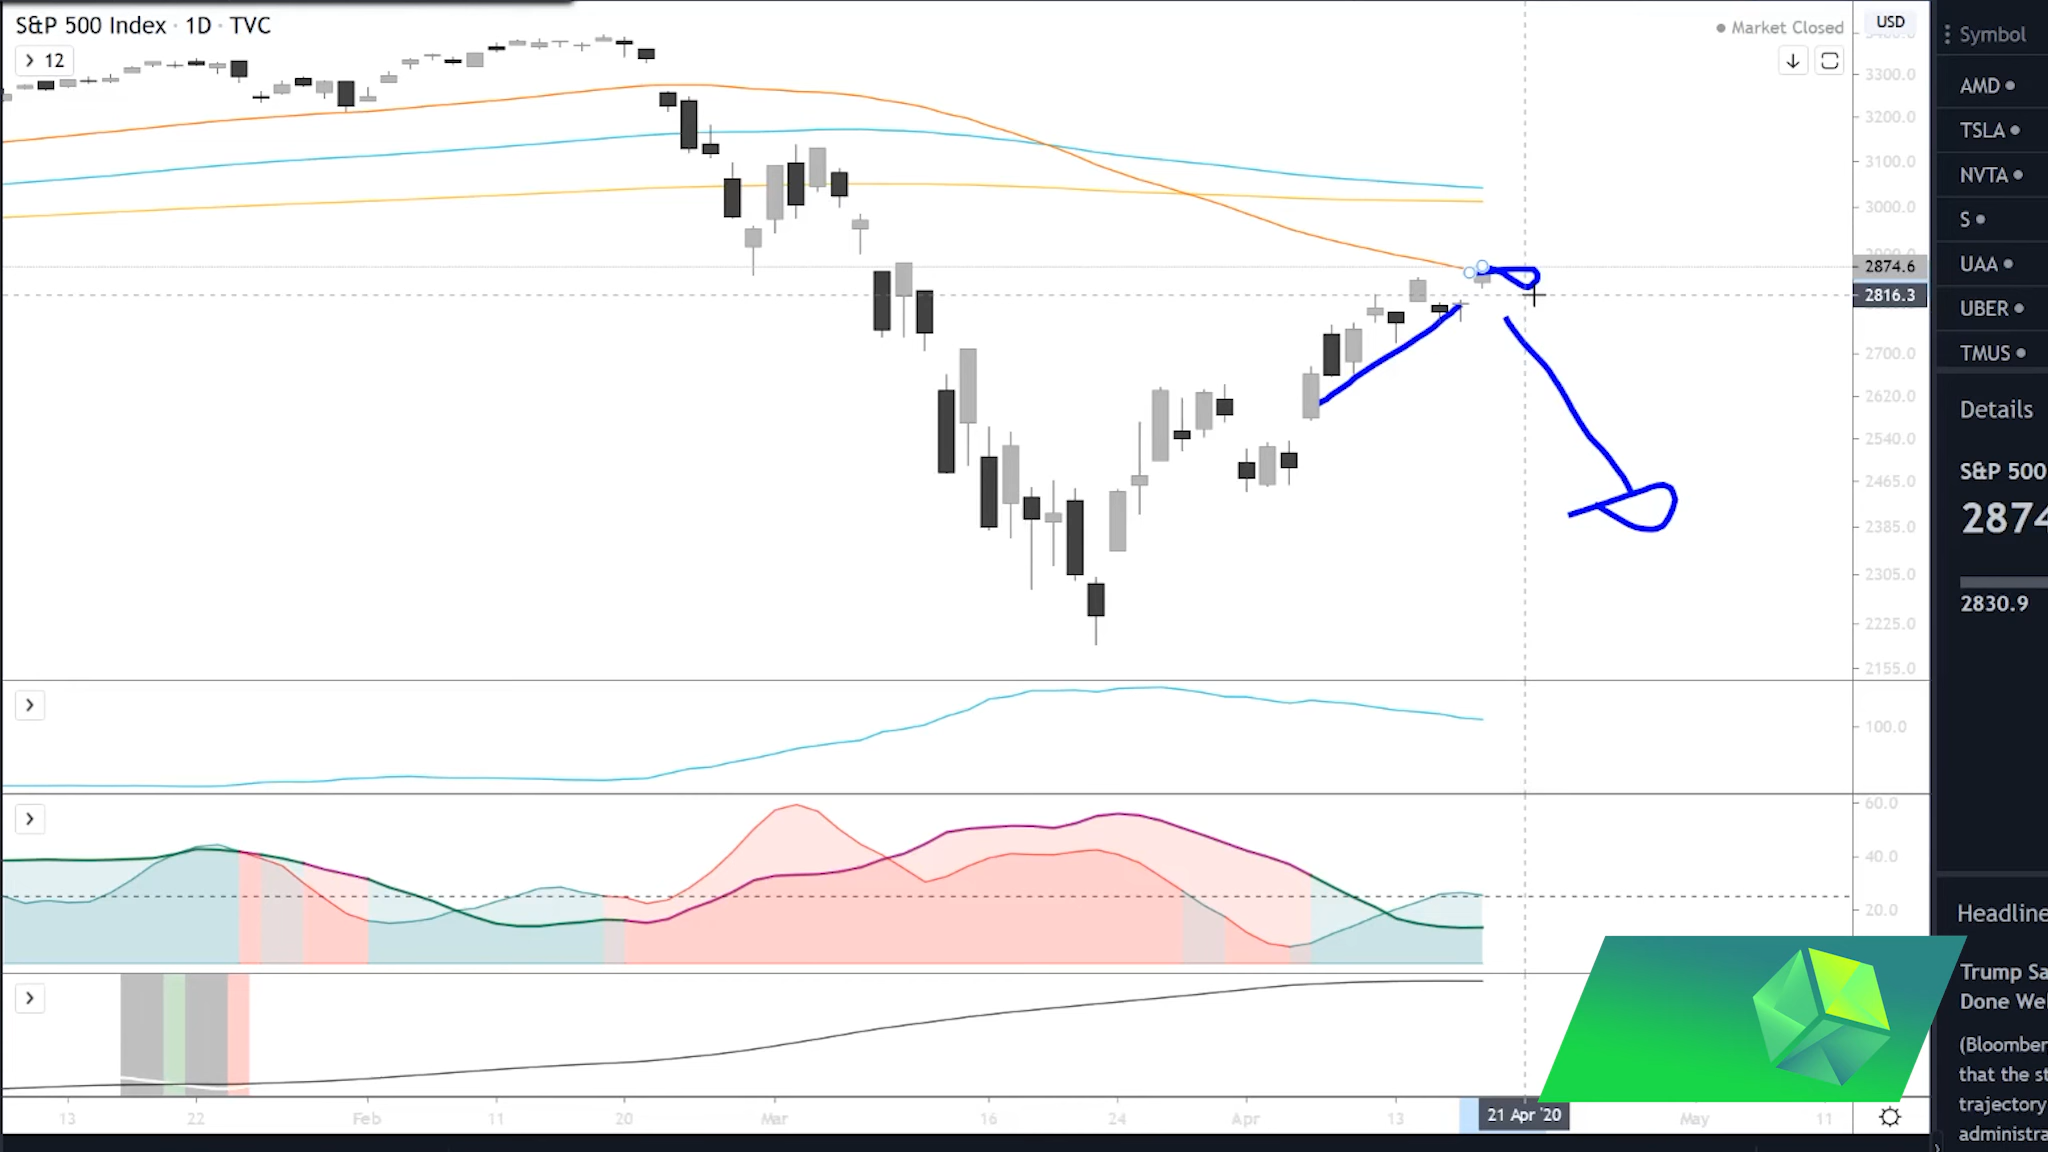 S&P 500 Index · 1D · TVC
12
Market Closed
USD
3300.0
3200.0
3100.0
3000.0
2874.6
2816.3
2700.0
2620.0
2540.0
2465.0
2385.0
2305.0
2225.0
2155.0
100.0
60.0
40.0
20.0
13
22
Feb
11
20
Mar
16
24
Apr
13
21 Apr '20
May
11
Symbol
AMD
TSLA
NVTA
S
UAA
UBER
TMUS
Details
S&P 500
2874
2830.9
Headline
Trump Sa
Done Wel
(Bloomber
that the st
trajectory
administra